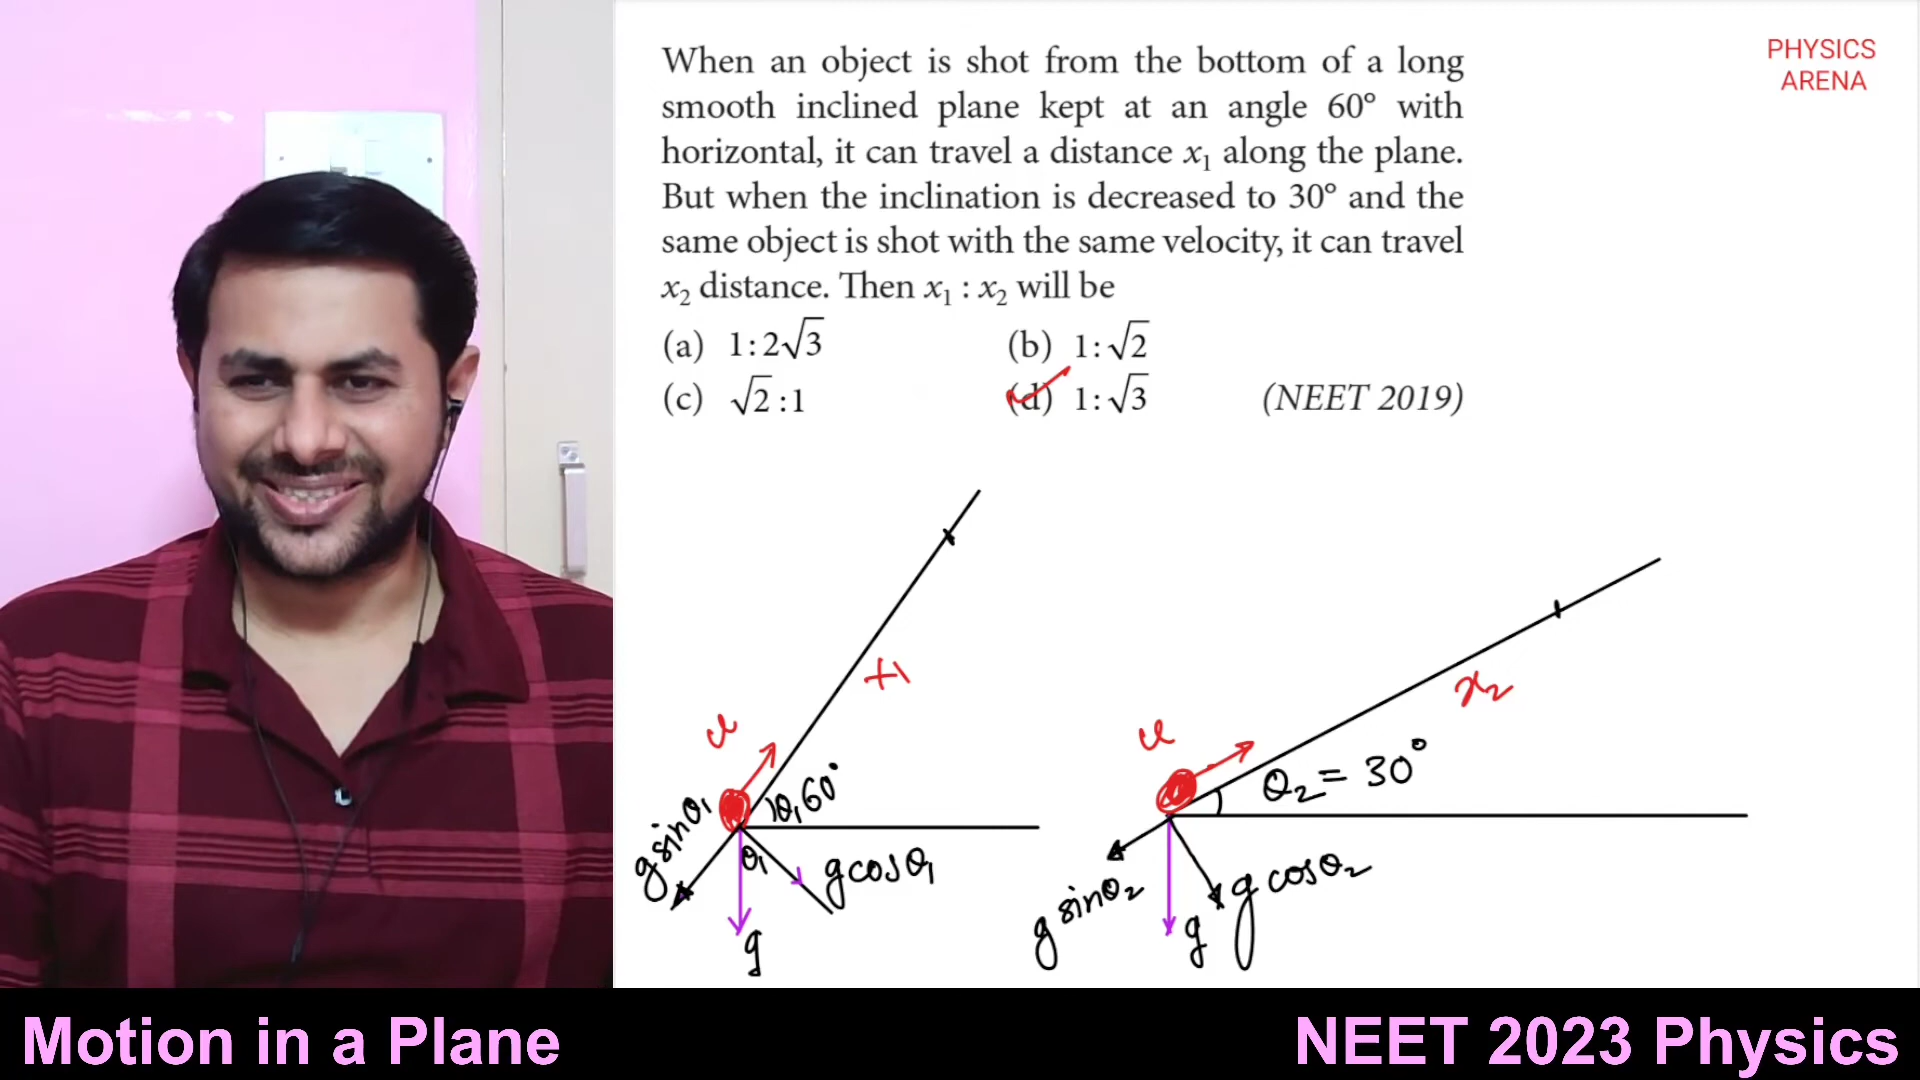 PHYSICS
ARENA
When an object is shot from the bottom of a long
smooth inclined plane kept at an angle 60° with
horizontal, it can travel a distance x₁ along the plane.
But when the inclination is decreased to 30° and the
same object is shot with the same velocity, it can travel
x₂ distance. Then x₁ : x₂ will be
(a) 1:2√3 (b) 1:√2
(c) √2:1 (d) 1:√3 (NEET 2019)
x₁
x₂
u
u
θ₁ 60°
θ₂ = 30°
g sinθ₁
θ₁
g cosθ₁
g
g sinθ₂
g cosθ₂
g
Motion in a Plane
NEET 2023 Physics